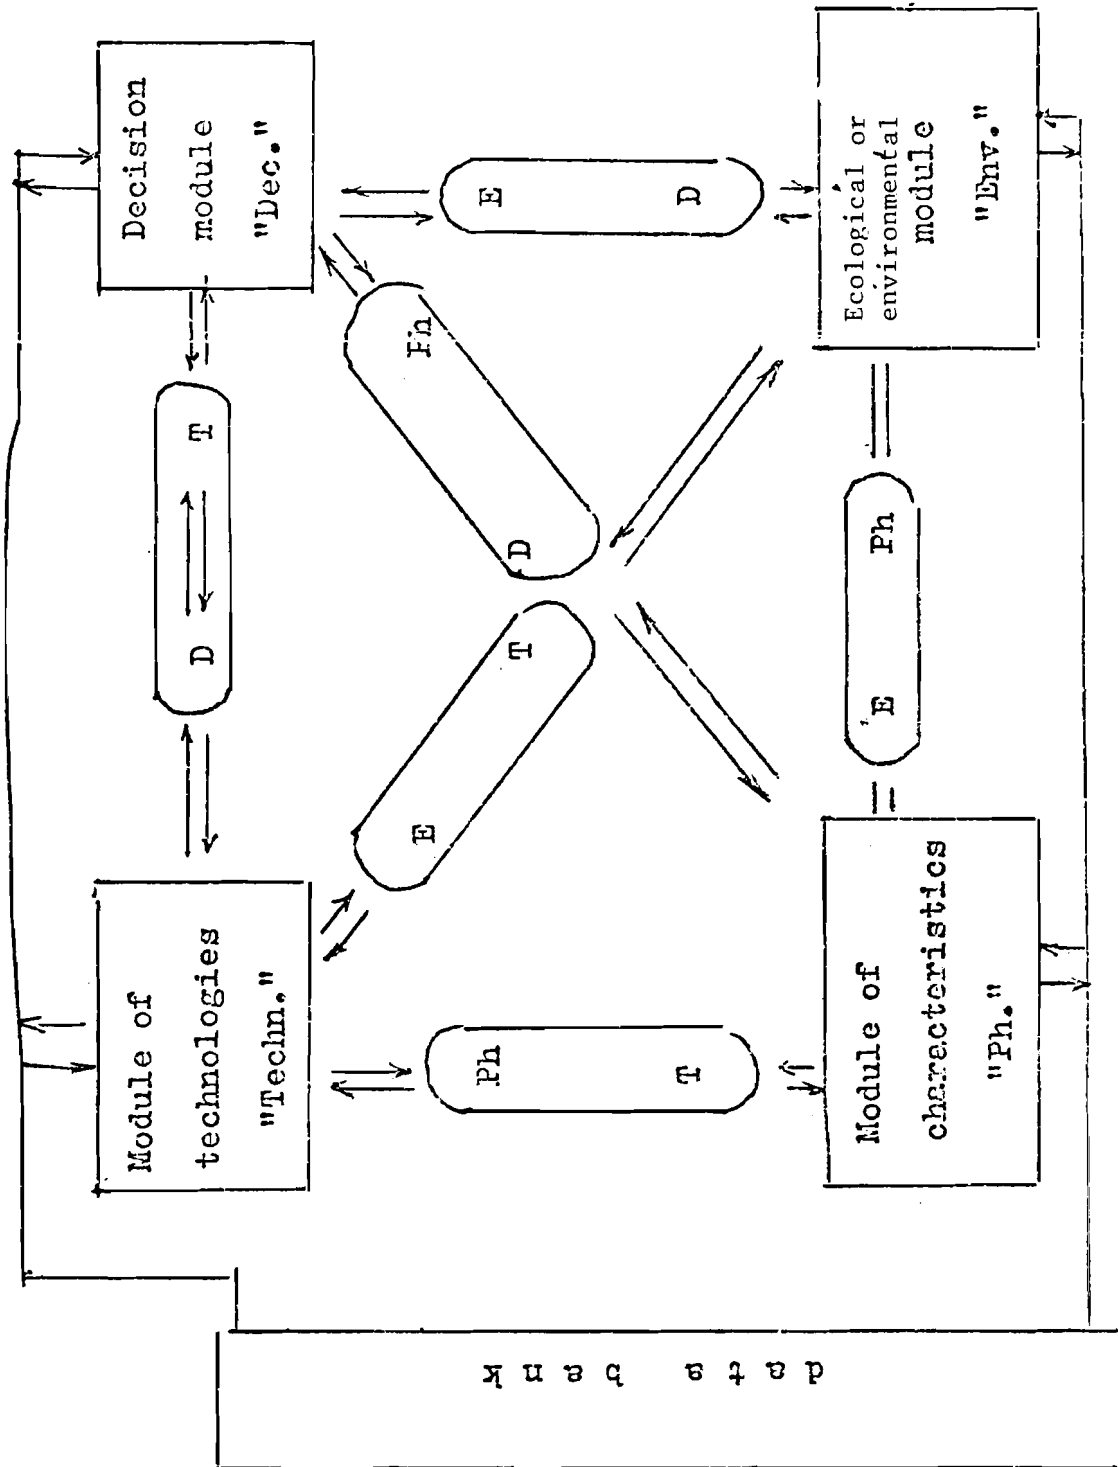 data bank
Module of
technologies
"Techn."
D T
Decision
module
"Dec."
Ph
T
E
T
D
Ph
E
D
Module of
characteristics
"Ph."
E Ph
Ecological or
environmental
module
"Env."